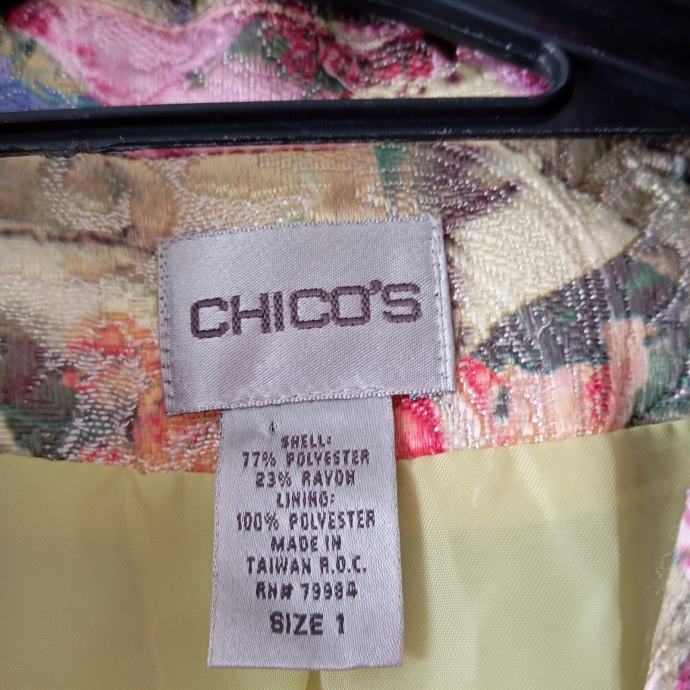 CHICO'S
SHELL:
77% POLYESTER
23% RAYON
LINING:
100% POLYESTER
MADE IN
TAIWAN R.O.C.
RN# 79984
SIZE 1